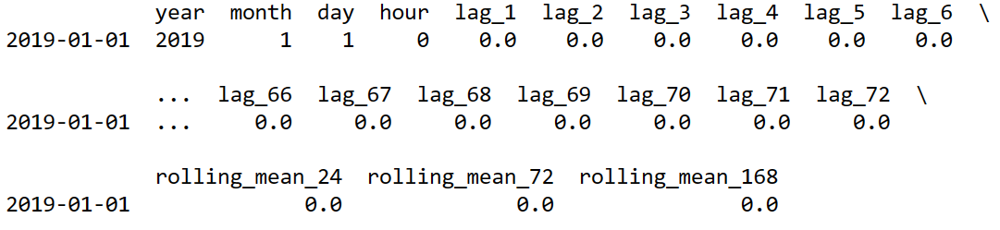 year month day hour lag_1 lag_2 lag_3 lag_4 lag_5 lag_6 \
2019-01-01 2019 1 1 0 0.0 0.0 0.0 0.0 0.0 0.0
... lag_66 lag_67 lag_68 lag_69 lag_70 lag_71 lag_72 \
2019-01-01 ... 0.0 0.0 0.0 0.0 0.0 0.0 0.0
rolling_mean_24 rolling_mean_72 rolling_mean_168
2019-01-01 0.0 0.0 0.0